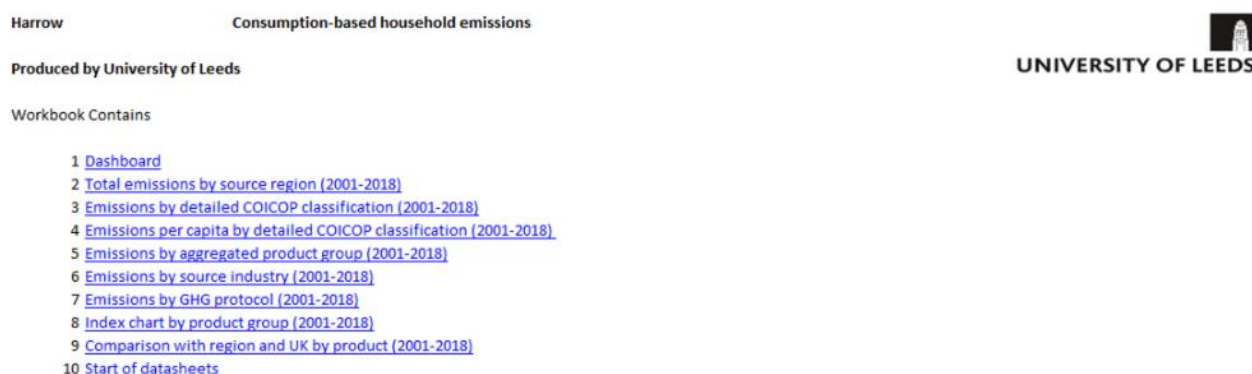 Harrow Consumption-based household emissions
UNIVERSITY OF LEEDS
Produced by University of Leeds
Workbook Contains
1 Dashboard
2 Total emissions by source region (2001-2018)
3 Emissions by detailed COICOP classification (2001-2018)
4 Emissions per capita by detailed COICOP classification (2001-2018)
5 Emissions by aggregated product group (2001-2018)
6 Emissions by source industry (2001-2018)
7 Emissions by GHG protocol (2001-2018)
8 Index chart by product group (2001-2018)
9 Comparison with region and UK by product (2001-2018)
10 Start of datasheets